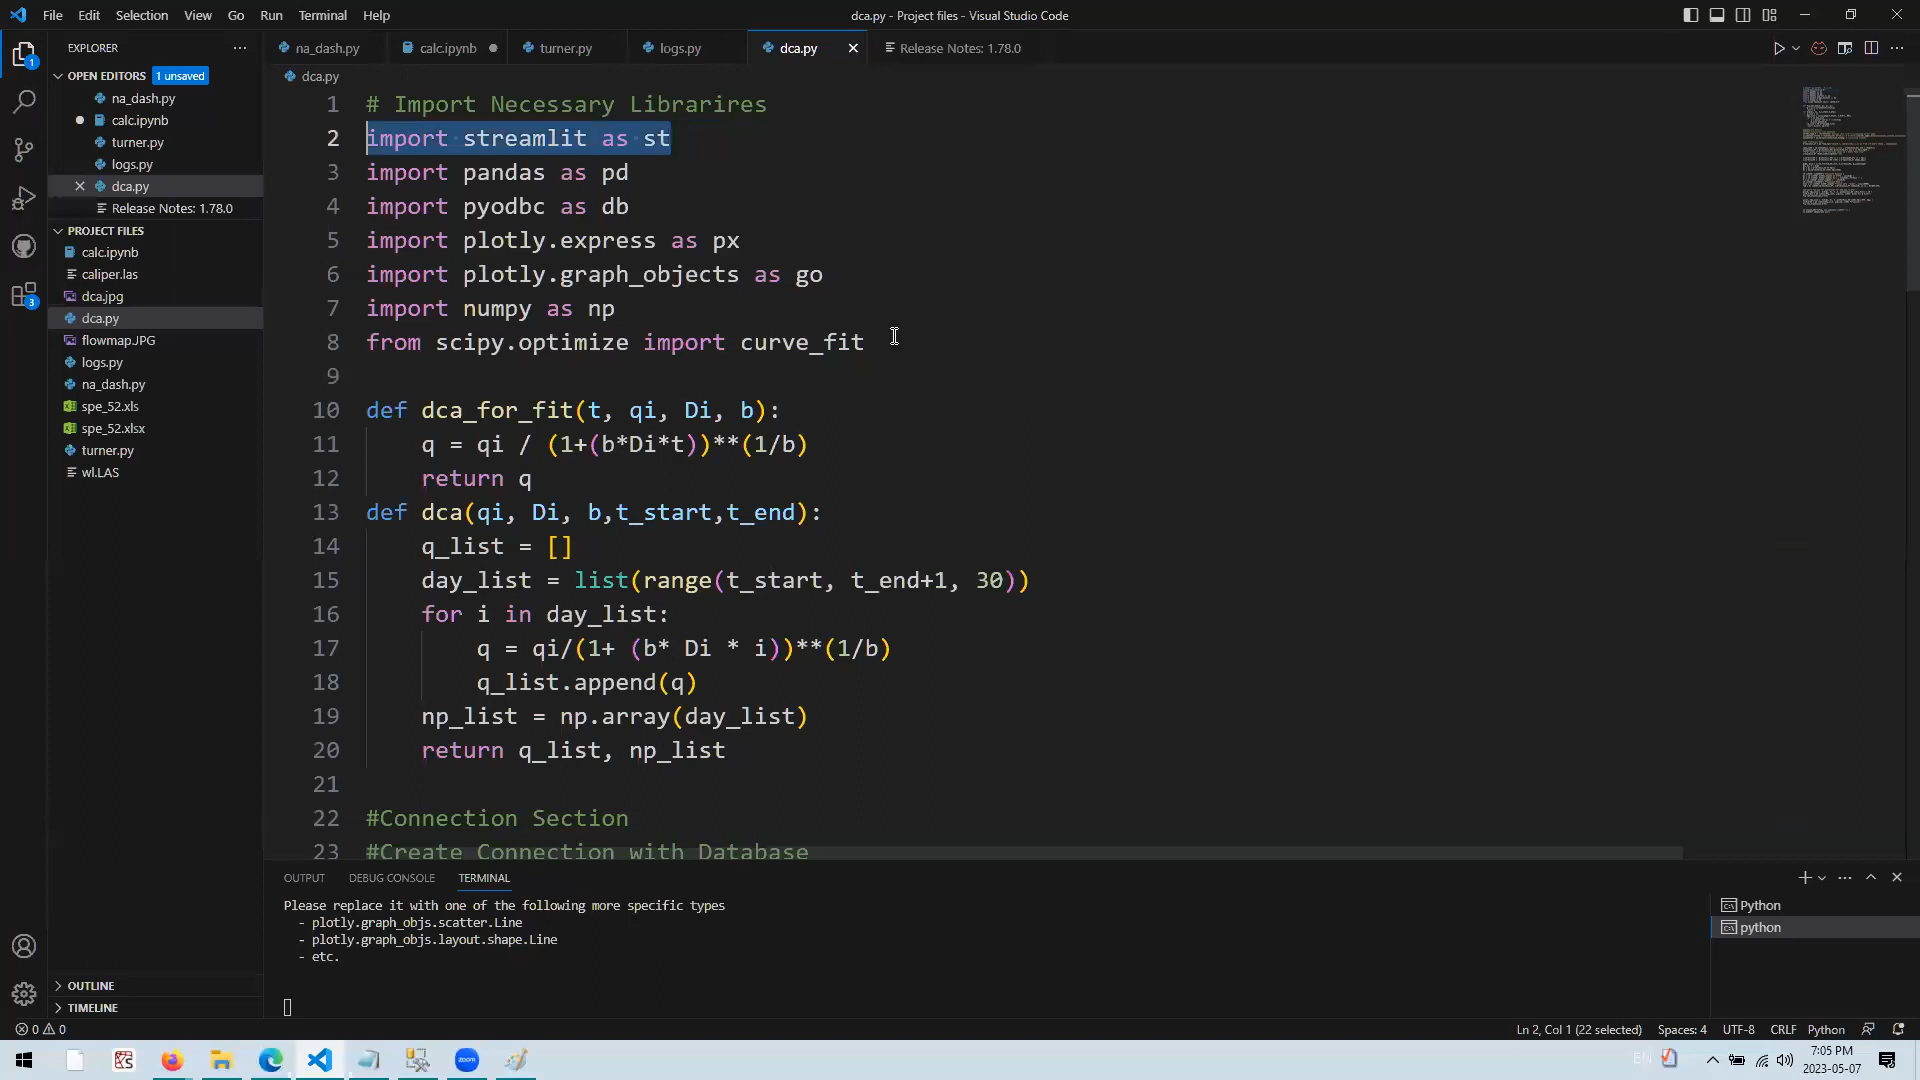 File Edit Selection View Go Run Terminal Help
dca.py - Project files - Visual Studio Code
EXPLORER
OPEN EDITORS 1 unsaved
na_dash.py
calc.ipynb
turner.py
logs.py
dca.py
Release Notes: 1.78.0
PROJECT FILES
calc.ipynb
caliper.las
dca.jpg
dca.py
flowmap.JPG
logs.py
na_dash.py
spe_52.xls
spe_52.xlsx
turner.py
wl.LAS
OUTLINE
TIMELINE
na_dash.py calc.ipynb turner.py logs.py dca.py Release Notes: 1.78.0
dca.py
1 # Import Necessary Librarires
2 import streamlit as st
3 import pandas as pd
4 import pyodbc as db
5 import plotly.express as px
6 import plotly.graph_objects as go
7 import numpy as np
8 from scipy.optimize import curve_fit
9
10 def dca_for_fit(t, qi, Di, b):
11 q = qi / (1+(b*Di*t))**(1/b)
12 return q
13 def dca(qi, Di, b,t_start,t_end):
14 q_list = []
15 day_list = list(range(t_start, t_end+1, 30))
16 for i in day_list:
17 q = qi/(1+ (b* Di * i))**(1/b)
18 q_list.append(q)
19 np_list = np.array(day_list)
20 return q_list, np_list
21
22 #Connection Section
23 #Create Connection with Database
OUTPUT DEBUG CONSOLE TERMINAL
Please replace it with one of the following more specific types
- plotly.graph_objs.scatter.Line
- plotly.graph_objs.layout.shape.Line
- etc.
Python
python
0 0
Ln 2, Col 1 (22 selected) Spaces: 4 UTF-8 CRLF Python
1
3
zoom
EN
7:05 PM
2023-05-07